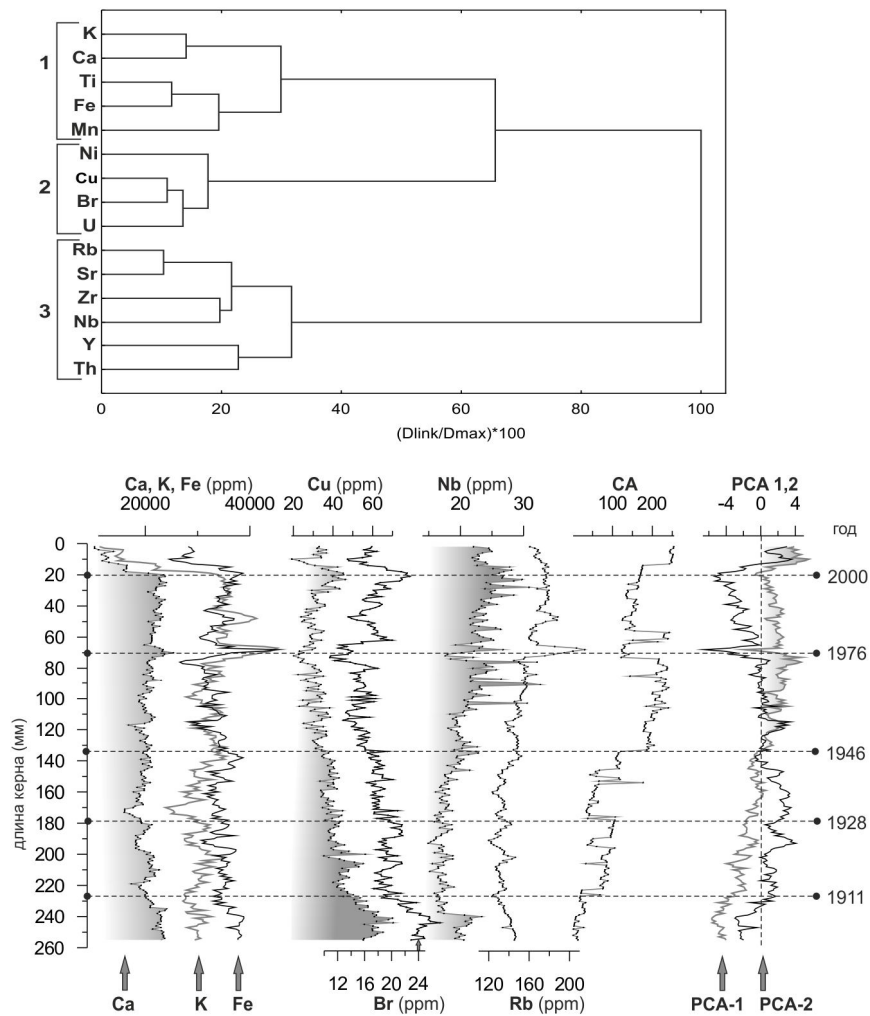 K
Ca
1
Ti
Fe
Mn
Ni
Cu
2
Br
U
Rb
Sr
Zr
3
Nb
Y
Th
0 20 40 60 80 100
(Dlink/Dmax)*100
Ca, K, Fe (ppm) Cu (ppm) Nb (ppm) CA PCA 1,2
20000 40000 20 40 60 20 30 100 200 -4 0 4
год
0
20 2000
40
60
1976
80
100
120
1946
140
160
180 1928
200
220
1911
240
260
длина керна (мм)
12 16 20 24 120 160 200
Ca K Fe Br (ppm) Rb (ppm) PCA-1 PCA-2